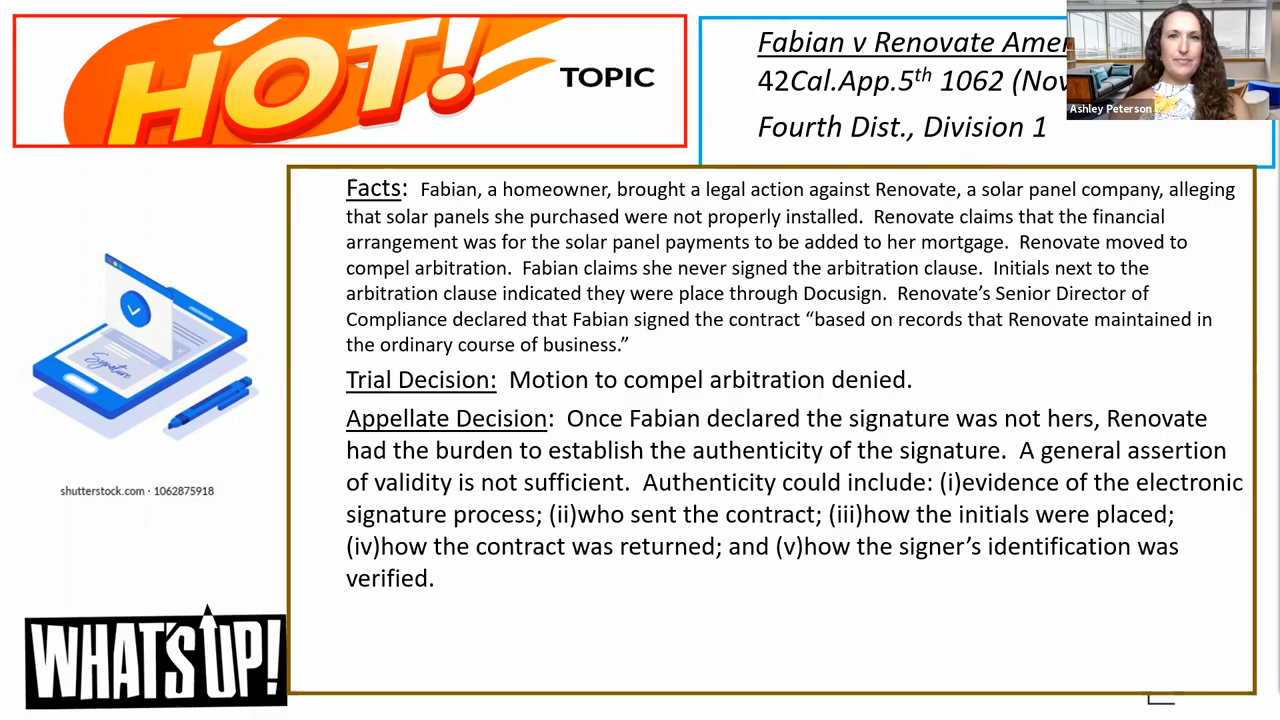 HOT!
TOPIC
Fabian v Renovate Amer
42Cal.App.5th 1062 (Nov
Fourth Dist., Division 1
Ashley Peterson
Facts:  Fabian, a homeowner, brought a legal action against Renovate, a solar panel company, alleging
that solar panels she purchased were not properly installed.  Renovate claims that the financial
arrangement was for the solar panel payments to be added to her mortgage.  Renovate moved to
compel arbitration.  Fabian claims she never signed the arbitration clause.  Initials next to the
arbitration clause indicated they were place through Docusign.  Renovate’s Senior Director of
Compliance declared that Fabian signed the contract “based on records that Renovate maintained in
the ordinary course of business.”
Trial Decision:  Motion to compel arbitration denied.
Appellate Decision:  Once Fabian declared the signature was not hers, Renovate
had the burden to establish the authenticity of the signature.  A general assertion
of validity is not sufficient.  Authenticity could include: (i)evidence of the electronic
signature process; (ii)who sent the contract; (iii)how the initials were placed;
(iv)how the contract was returned; and (v)how the signer’s identification was
verified.
Signature
shutterstock.com · 1062875918
WHAT'S UP!